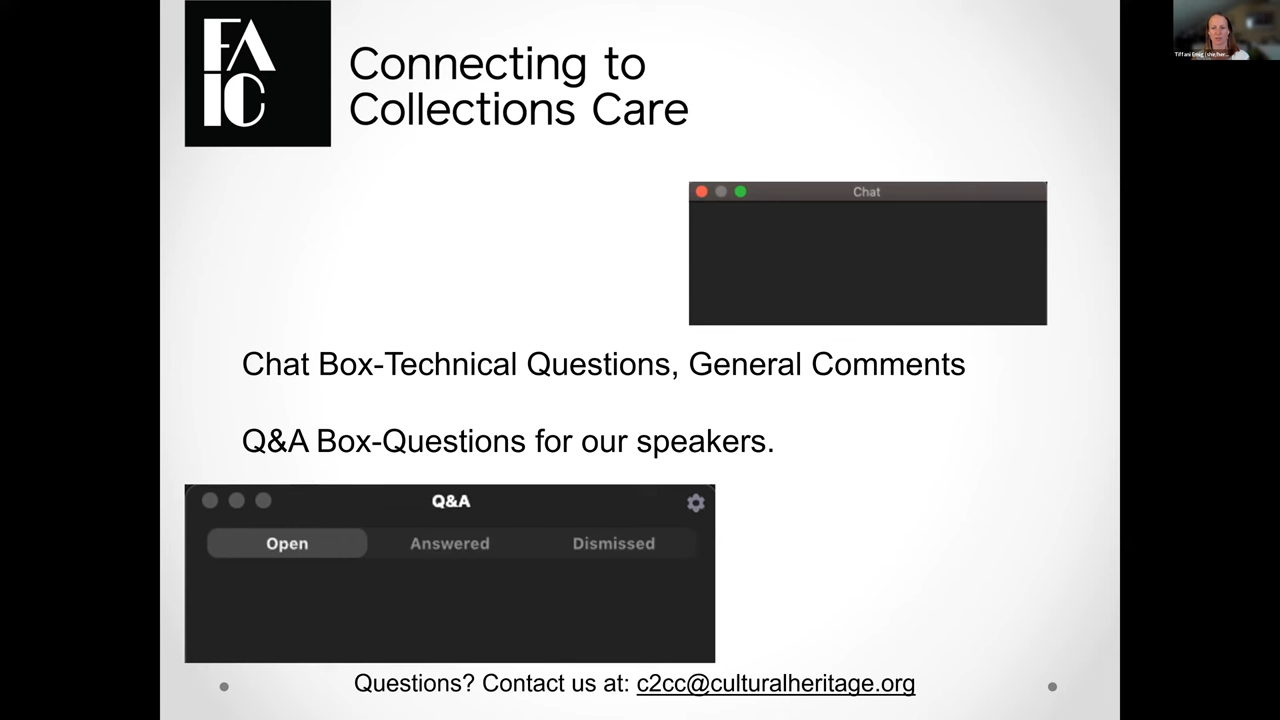 FA
IC
Connecting to
Collections Care
Chat
Chat Box-Technical Questions, General Comments
Q&A Box-Questions for our speakers.
Q&A
Open Answered Dismissed
Questions? Contact us at: c2cc@culturalheritage.org